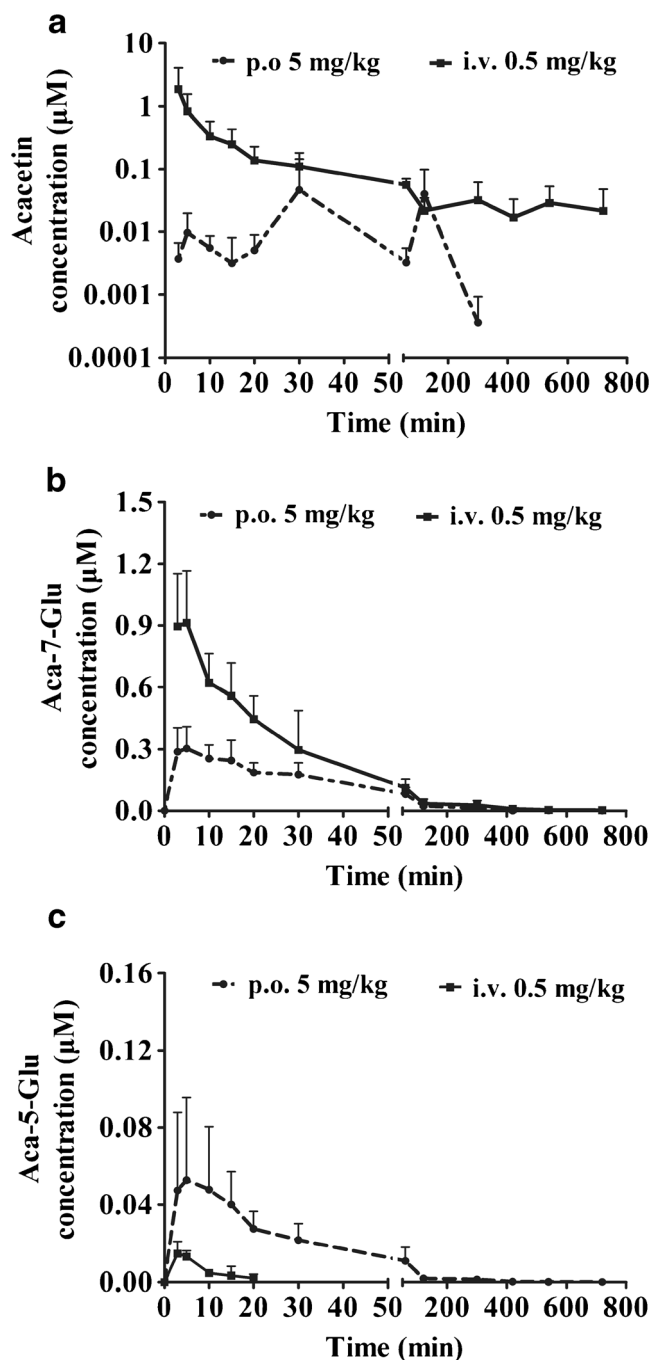 a
p.o 5 mg/kg
i.v. 0.5 mg/kg
Acacetin
concentration (µM)
10
1
0.1
0.01
0.001
0.0001
0 10 20 30 40 50 200 400 600 800
Time (min)
b
p.o. 5 mg/kg
i.v. 0.5 mg/kg
Aca-7-Glu
concentration (µM)
1.5
1.2
0.9
0.6
0.3
0.0
0 10 20 30 40 50 200 400 600 800
Time (min)
c
p.o. 5 mg/kg
i.v. 0.5 mg/kg
Aca-5-Glu
concentration (µM)
0.16
0.12
0.08
0.04
0.00
0 10 20 30 40 50 200 400 600 800
Time (min)